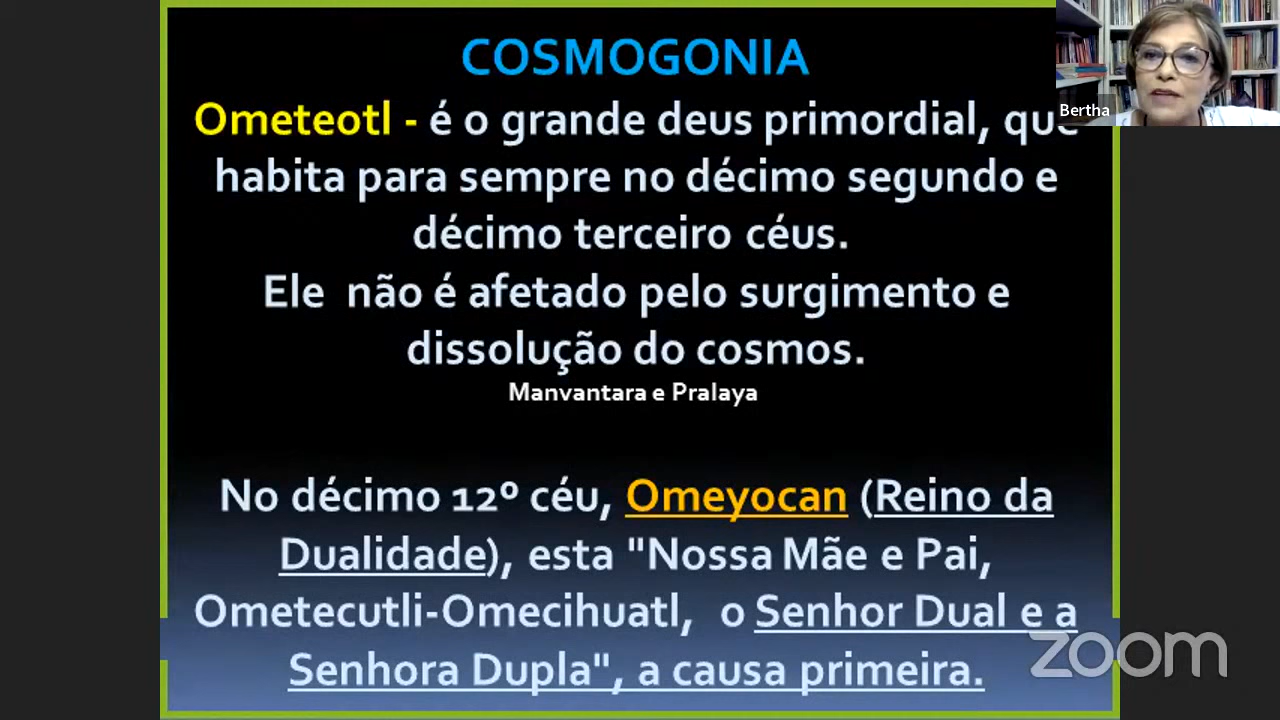 COSMOGONIA
Ometeotl - é o grande deus primordial, que
habita para sempre no décimo segundo e
décimo terceiro céus.
Ele não é afetado pelo surgimento e
dissolução do cosmos.
Manvantara e Pralaya
No décimo 12º céu, Omeyocan (Reino da
Dualidade), esta "Nossa Mãe e Pai,
Ometecutli-Omecihuatl, o Senhor Dual e a
Senhora Dupla", a causa primeira.
Bertha
zoom